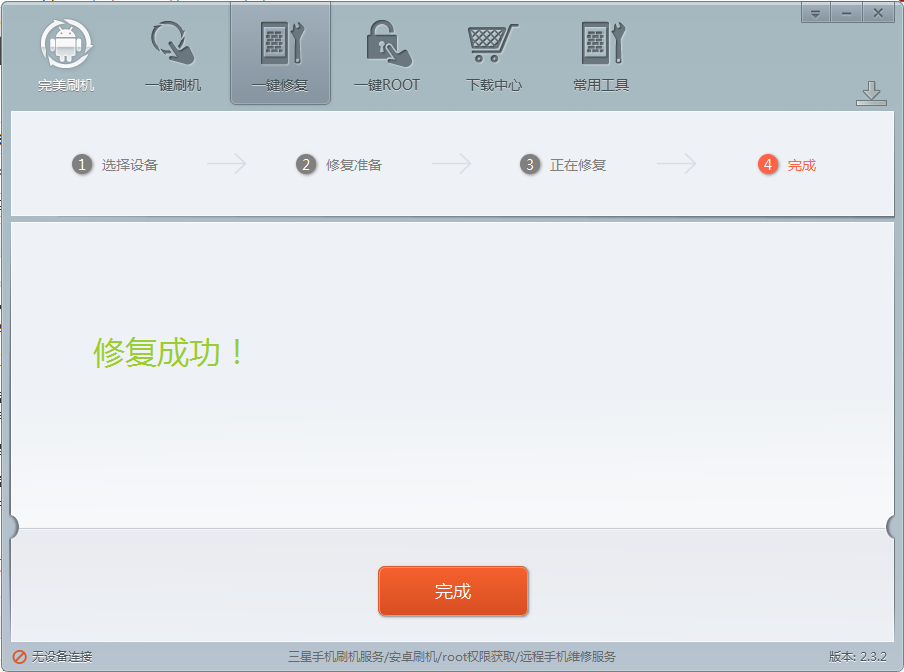 完美刷机 一键刷机 一键修复 一键ROOT 下载中心 常用工具
1 选择设备 2 修复准备 3 正在修复 4 完成
修复成功！
完成
无设备连接 三星手机刷机服务/安卓刷机/root权限获取/远程手机维修服务 版本: 2.3.2